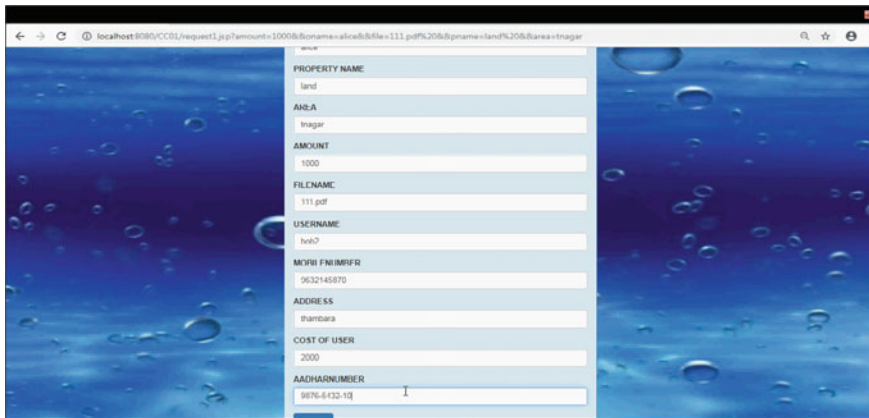 localhost:8080/CC01/request1.jsp?amount=1000&&oname=alice&&file=111.pdf%20&&pname=land%20&&area=tnagar
alice
PROPERTY NAME
land
AREA
tnagar
AMOUNT
1000
FILENAME
111.pdf
USERNAME
bob2
MOBILENUMBER
9632145870
ADDRESS
thambara
COST OF USER
2000
AADHARNUMBER
9876-5432-10